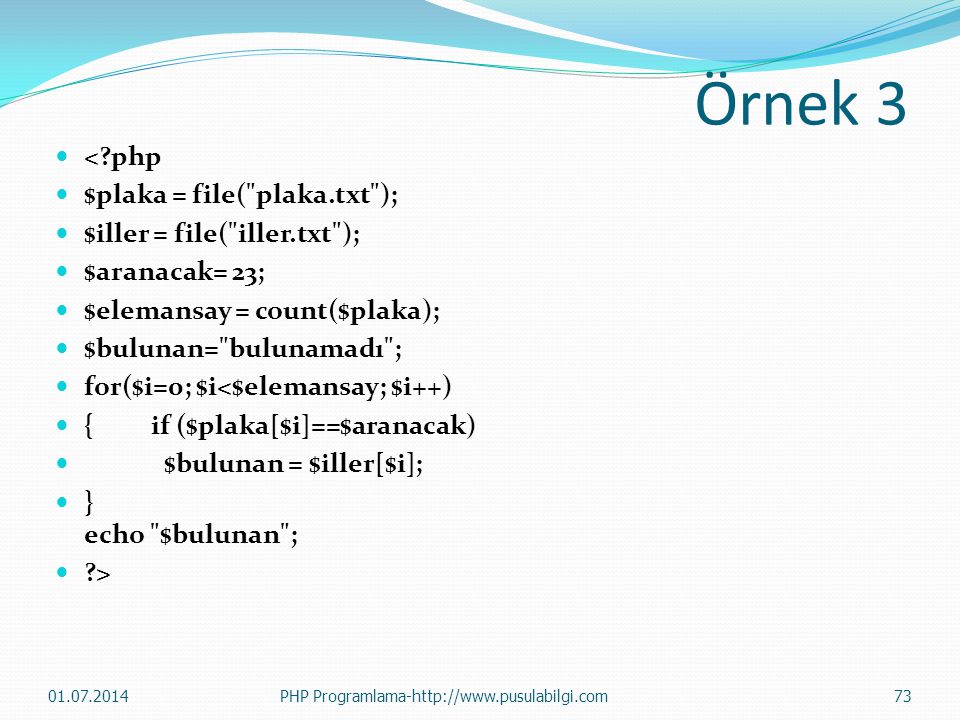 Örnek 3
<?php
$plaka = file("plaka.txt");
$iller = file("iller.txt");
$aranacak= 23;
$elemansay = count($plaka);
$bulunan="bulunamadı";
for($i=0; $i<$elemansay; $i++)
{ if ($plaka[$i]==$aranacak)
$bulunan = $iller[$i];
}
echo "$bulunan";
?>
01.07.2014 PHP Programlama-http://www.pusulabilgi.com 73